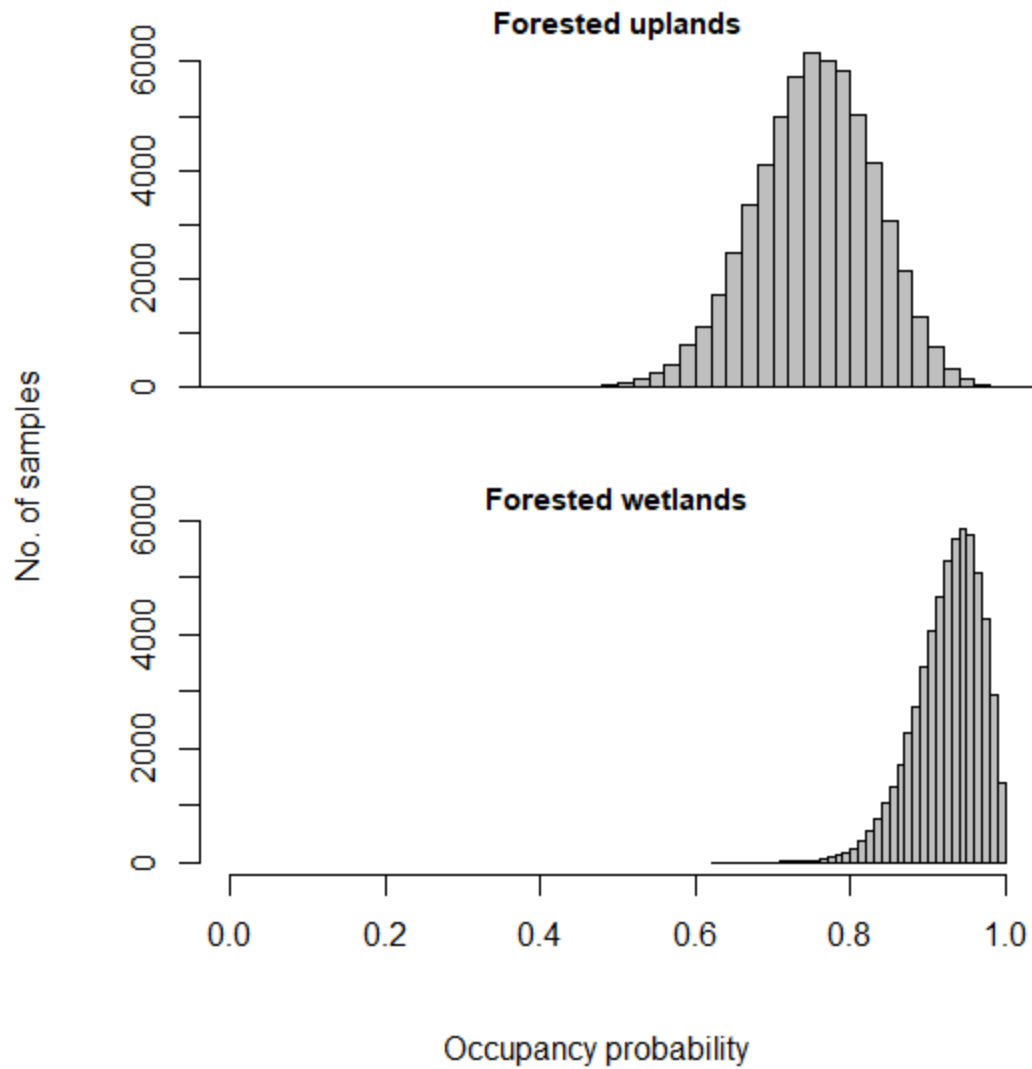 Forested uplands
6000
4000
2000
0
No. of samples
Forested wetlands
6000
4000
2000
0
0.0 0.2 0.4 0.6 0.8 1.0
Occupancy probability